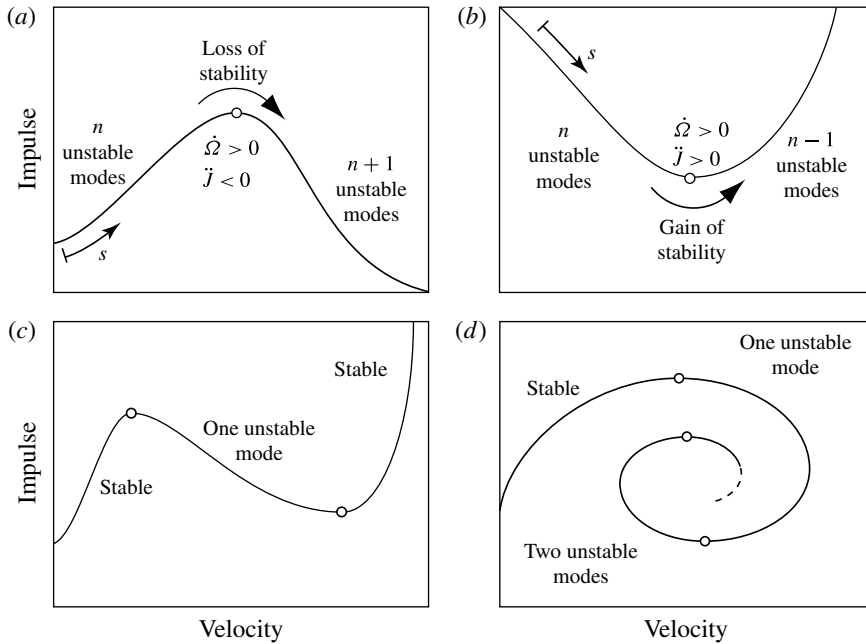 (a)
Loss of
stability
n
unstable
modes
Ω̇ > 0
J̈ < 0
n + 1
unstable
modes
s
Impulse
(b)
s
n
unstable
modes
Ω̇ > 0
J̈ > 0
n − 1
unstable
modes
Gain of
stability
(c)
Stable
One unstable
mode
Stable
Impulse
Velocity
(d)
One unstable
mode
Stable
Two unstable
modes
Velocity